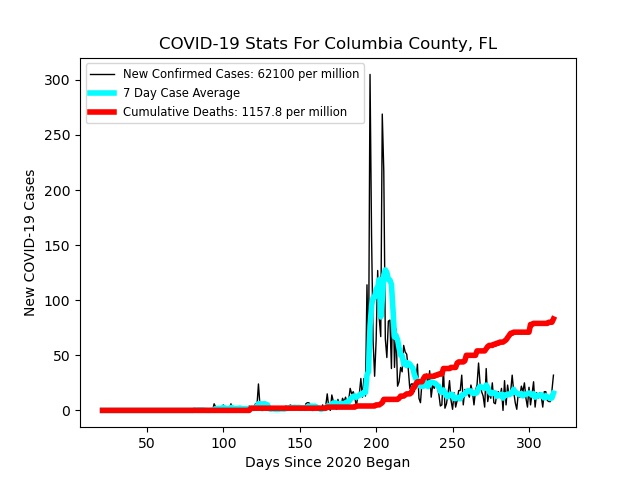 COVID-19 Stats For Columbia County, FL
New Confirmed Cases: 62100 per million
7 Day Case Average
Cumulative Deaths: 1157.8 per million
New COVID-19 Cases
300
250
200
150
100
50
0
50 100 150 200 250 300
Days Since 2020 Began